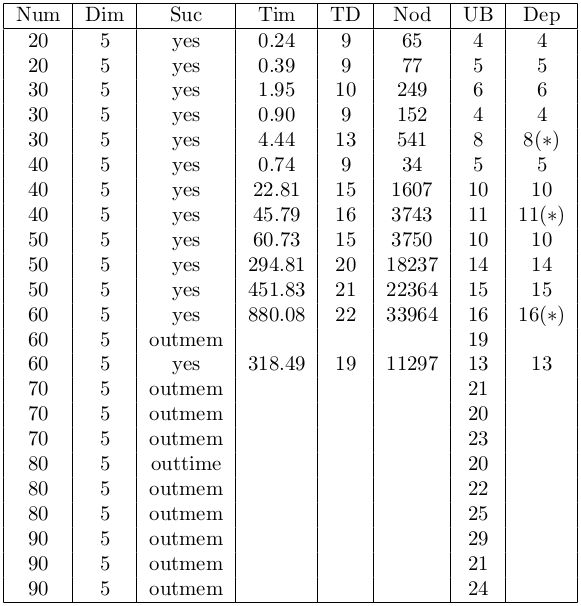 Num Dim Suc Tim TD Nod UB Dep
20 5 yes 0.24 9 65 4 4
20 5 yes 0.39 9 77 5 5
30 5 yes 1.95 10 249 6 6
30 5 yes 0.90 9 152 4 4
30 5 yes 4.44 13 541 8 8(*)
40 5 yes 0.74 9 34 5 5
40 5 yes 22.81 15 1607 10 10
40 5 yes 45.79 16 3743 11 11(*)
50 5 yes 60.73 15 3750 10 10
50 5 yes 294.81 20 18237 14 14
50 5 yes 451.83 21 22364 15 15
60 5 yes 880.08 22 33964 16 16(*)
60 5 outmem 19
60 5 yes 318.49 19 11297 13 13
70 5 outmem 21
70 5 outmem 20
70 5 outmem 23
80 5 outtime 20
80 5 outmem 22
80 5 outmem 25
90 5 outmem 29
90 5 outmem 21
90 5 outmem 24